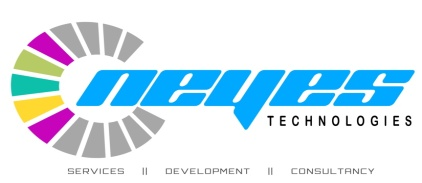 neyes
TECHNOLOGIES
SERVICES || DEVELOPMENT || CONSULTANCY